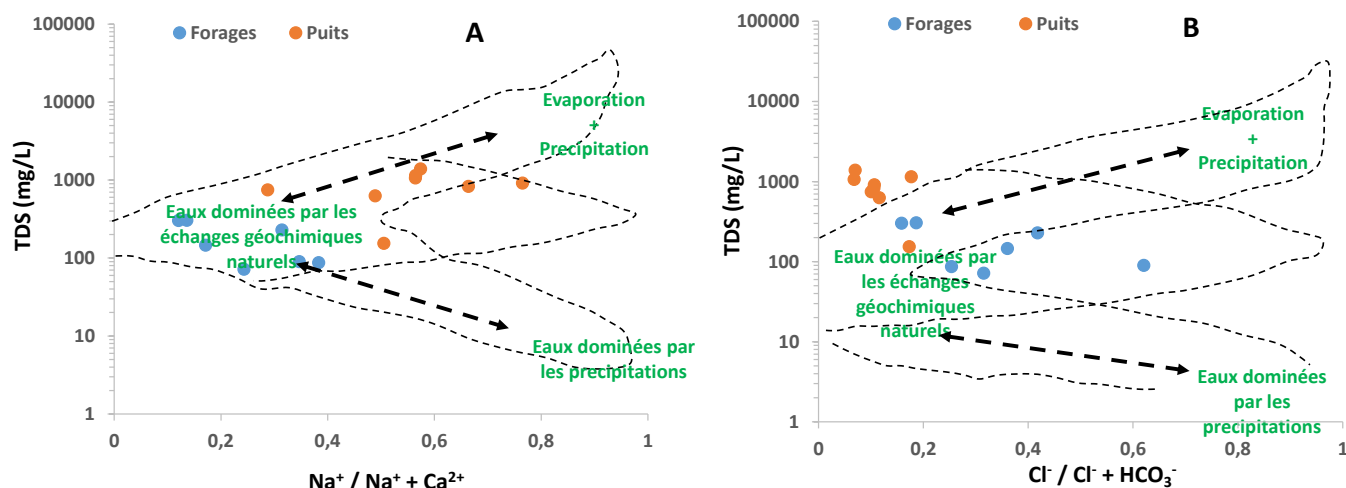 Forages
Puits
A
100000
10000
1000
100
10
1
TDS (mg/L)
Evaporation
+
Precipitation
Eaux dominées par les
échanges géochimiques
naturels
Eaux dominées par
les precipitations
0
0,2
0,4
0,6
0,8
1
Na⁺ / Na⁺ + Ca²⁺
Forages
Puits
B
100000
10000
1000
100
10
1
TDS (mg/L)
Evaporation
+
Precipitation
Eaux dominées par
les échanges
géochimiques
naturels
Eaux dominées
par les
precipitations
0
0,2
0,4
0,6
0,8
1
Cl⁻ / Cl⁻ + HCO₃⁻